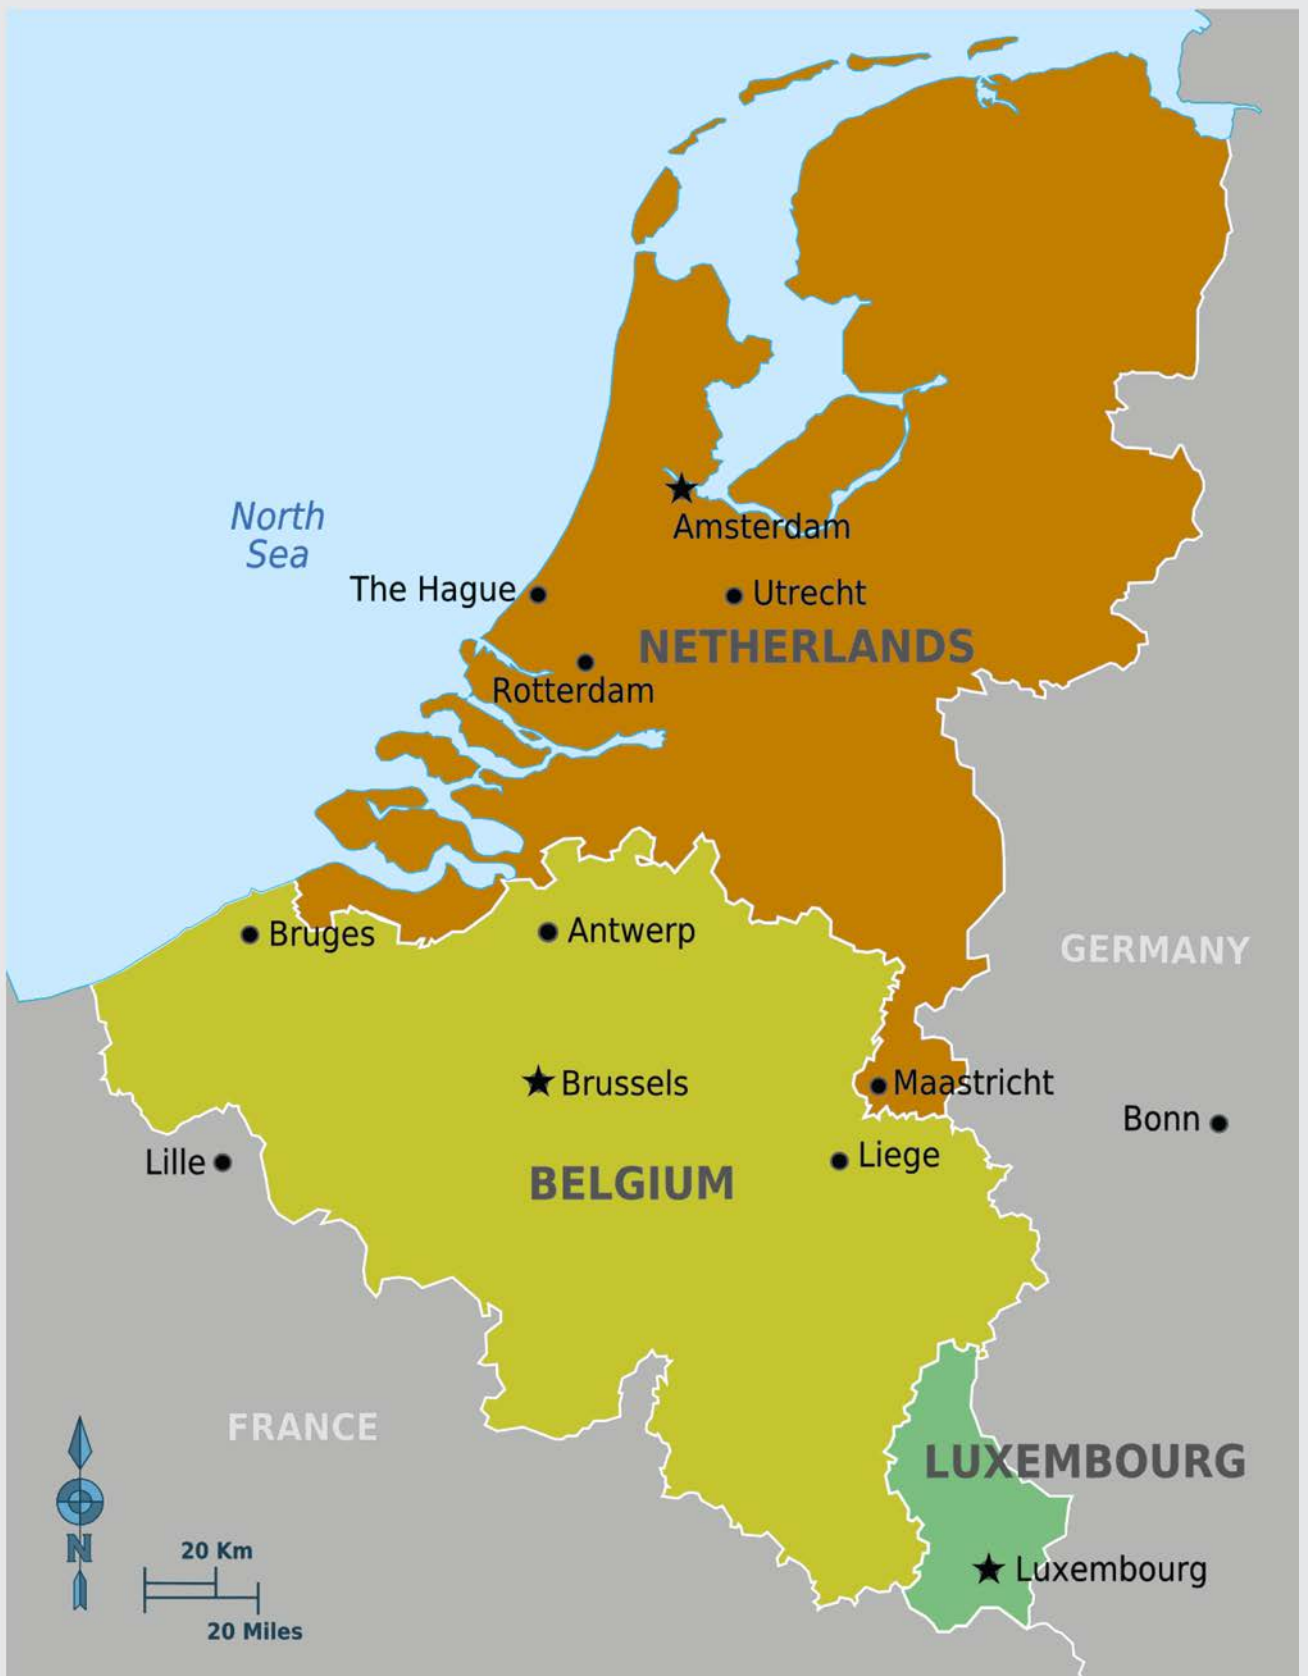 North
Sea
Amsterdam
The Hague
Utrecht
NETHERLANDS
Rotterdam
Bruges
Antwerp
GERMANY
Brussels
Maastricht
Bonn
Lille
Liege
BELGIUM
FRANCE
LUXEMBOURG
N
20 Km
Luxembourg
20 Miles